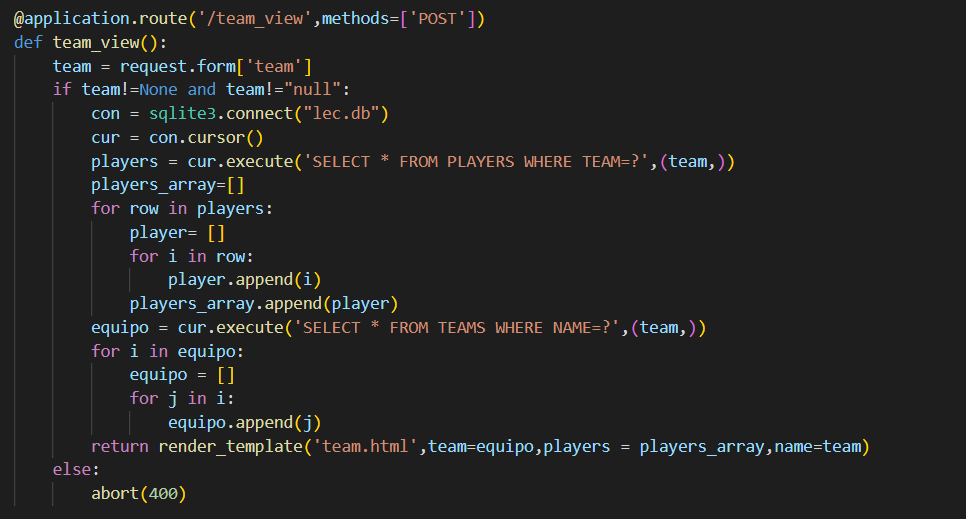 @application.route('/team_view',methods=['POST'])
def team_view():
    team = request.form['team']
    if team!=None and team!="null":
        con = sqlite3.connect("lec.db")
        cur = con.cursor()
        players = cur.execute('SELECT * FROM PLAYERS WHERE TEAM=?',(team,))
        players_array=[]
        for row in players:
            player= []
            for i in row:
                player.append(i)
            players_array.append(player)
        equipo = cur.execute('SELECT * FROM TEAMS WHERE NAME=?',(team,))
        for i in equipo:
            equipo = []
            for j in i:
                equipo.append(j)
        return render_template('team.html',team=equipo,players = players_array,name=team)
    else:
        abort(400)